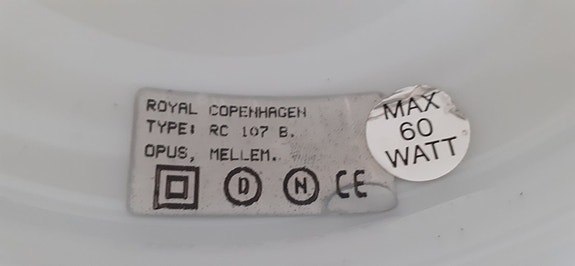 ROYAL COPENHAGEN
TYPE: RC 107 B.
OPUS, MELLEM.
D N CE
MAX
60
WATT